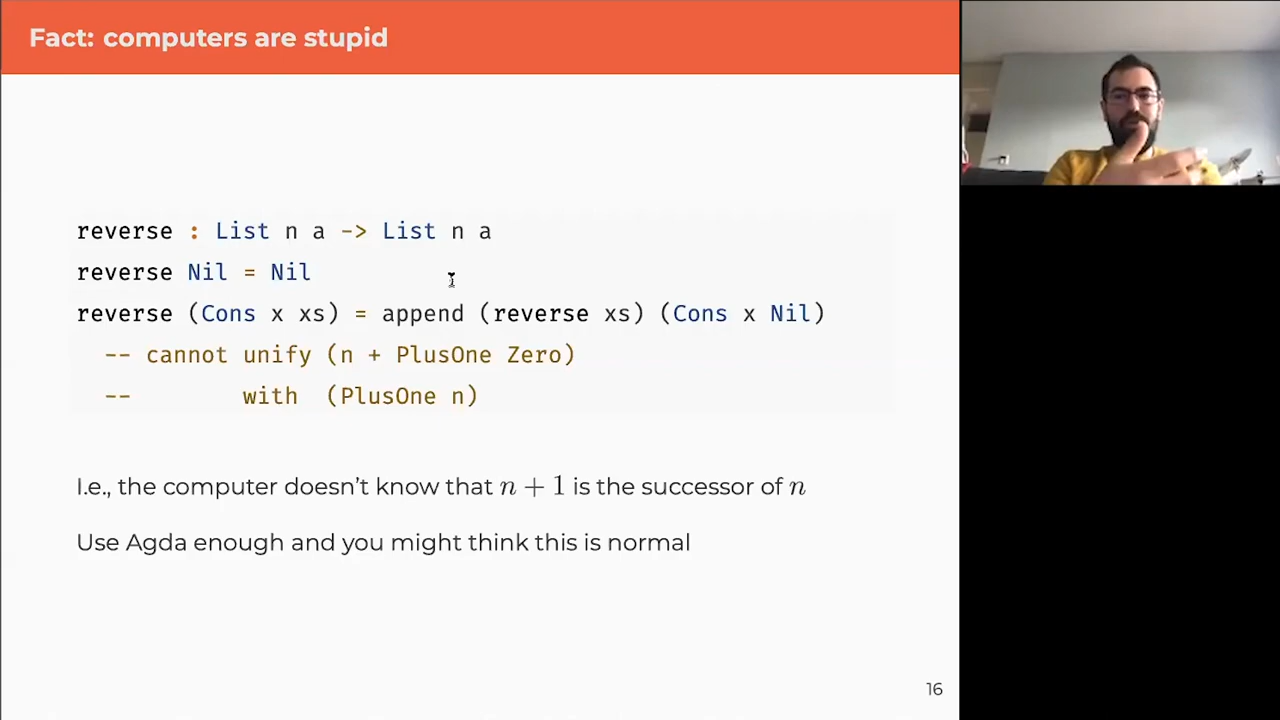 Fact: computers are stupid
reverse : List n a -> List n a
reverse Nil = Nil
reverse (Cons x xs) = append (reverse xs) (Cons x Nil)
-- cannot unify (n + PlusOne Zero)
-- with (PlusOne n)
I.e., the computer doesn't know that n + 1 is the successor of n
Use Agda enough and you might think this is normal
16